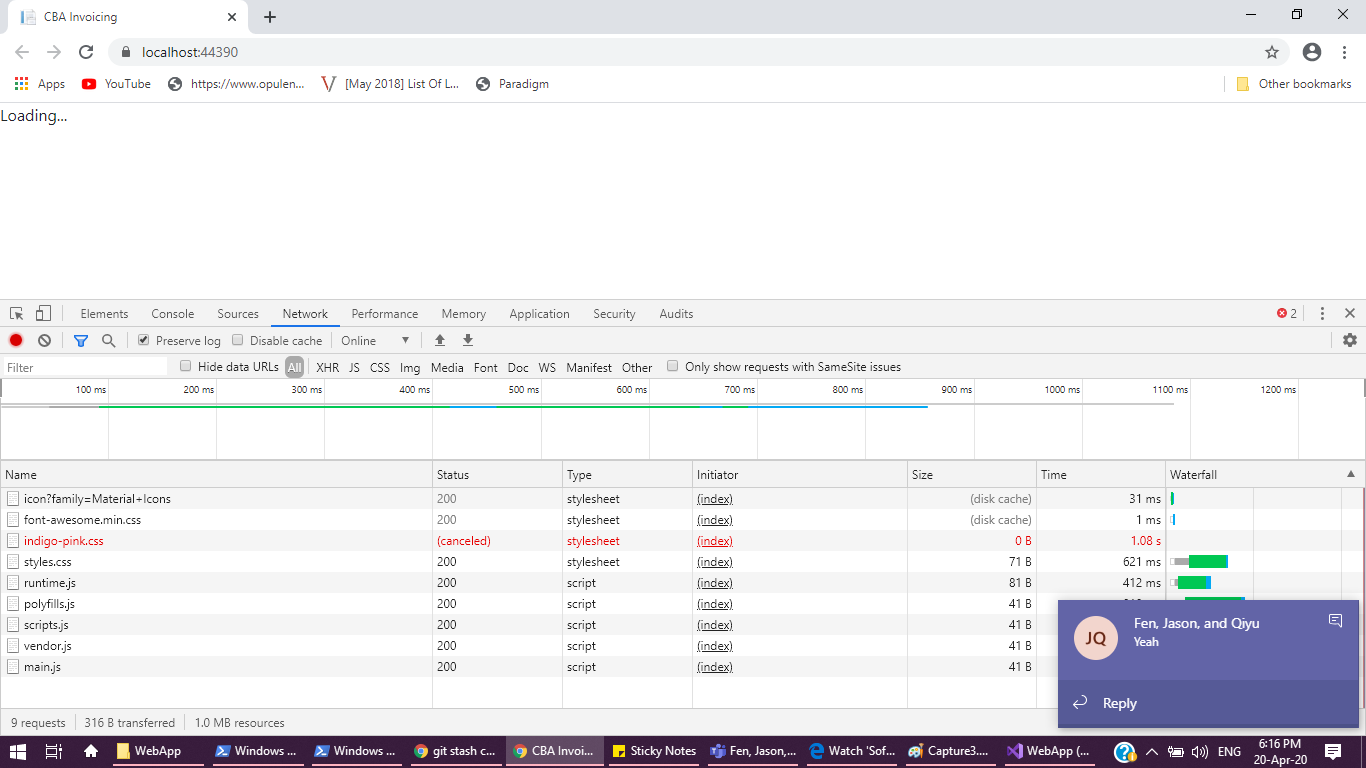 CBA Invoicing
localhost:44390
Apps YouTube https://www.opulen... [May 2018] List Of L... Paradigm Other bookmarks
Loading...
Elements Console Sources Network Performance Memory Application Security Audits 2
Preserve log Disable cache Online
Filter Hide data URLs All XHR JS CSS Img Media Font Doc WS Manifest Other Only show requests with SameSite issues
100 ms 200 ms 300 ms 400 ms 500 ms 600 ms 700 ms 800 ms 900 ms 1000 ms 1100 ms 1200 ms
Name Status Type Initiator Size Time Waterfall
icon?family=Material+Icons 200 stylesheet (index) (disk cache) 31 ms
font-awesome.min.css 200 stylesheet (index) (disk cache) 1 ms
indigo-pink.css (canceled) stylesheet (index) 0 B 1.08 s
styles.css 200 stylesheet (index) 71 B 621 ms
runtime.js 200 script (index) 81 B 412 ms
polyfills.js 200 script (index) 41 B
scripts.js 200 script (index) 41 B
vendor.js 200 script (index) 41 B
main.js 200 script (index) 41 B
JQ Fen, Jason, and Qiyu
Yeah
Reply
9 requests 316 B transferred 1.0 MB resources
WebApp Windows ... Windows ... git stash c... CBA Invoi... Sticky Notes Fen, Jason,... Watch 'Sof... Capture3.... WebApp (... ENG 6:16 PM
20-Apr-20